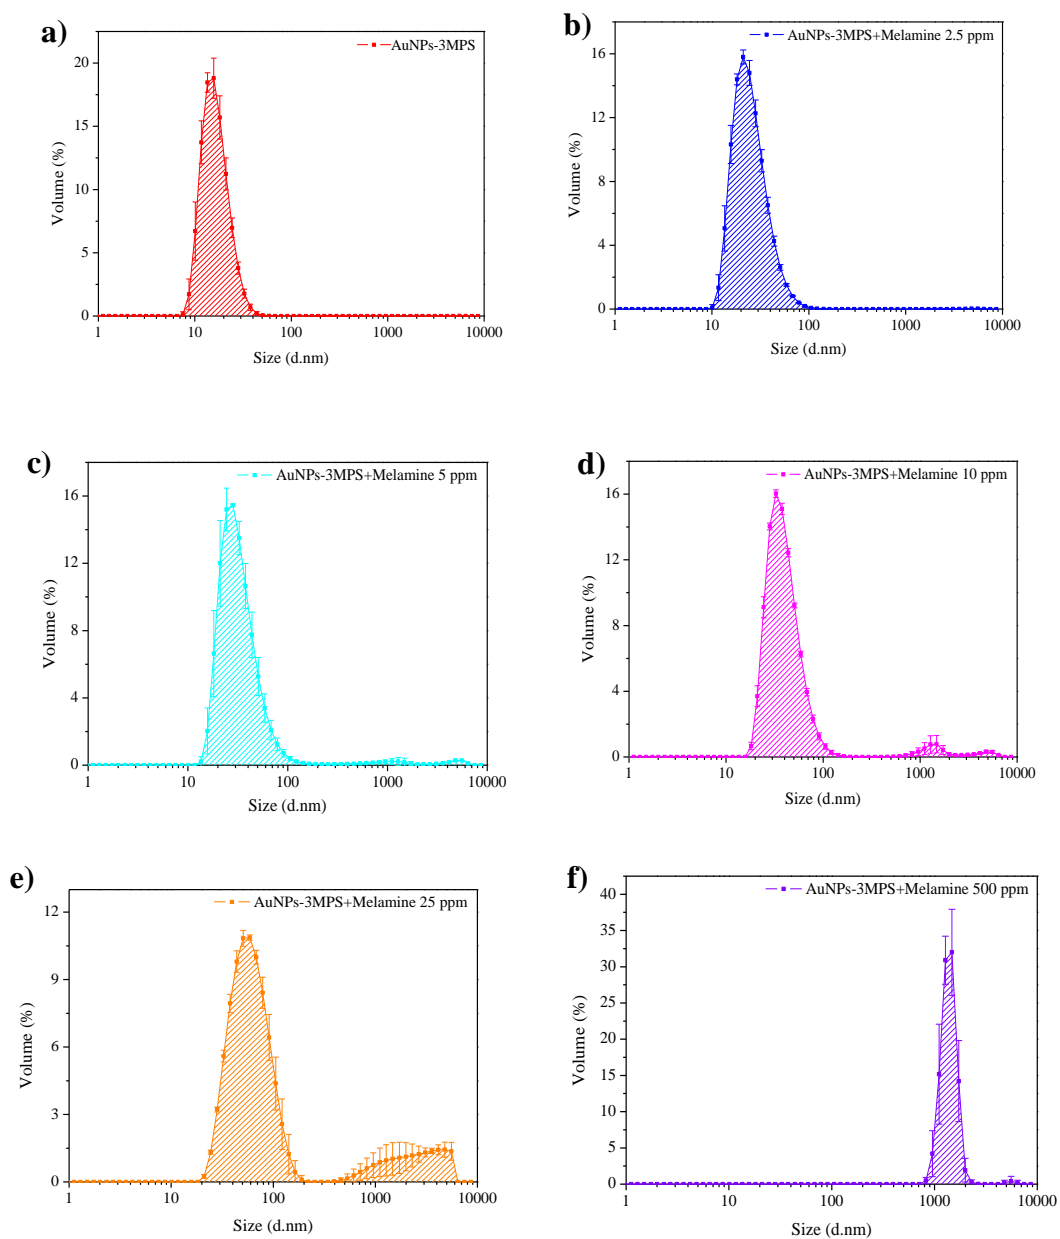 a)
AuNPs-3MPS
20
15
10
5
0
1 10 100 1000 10000
Volume (%)
Size (d.nm)
b)
AuNPs-3MPS+Melamine 2.5 ppm
16
12
8
4
0
1 10 100 1000 10000
Volume (%)
Size (d.nm)
c)
AuNPs-3MPS+Melamine 5 ppm
16
12
8
4
0
1 10 100 1000 10000
Volume (%)
Size (d.nm)
d)
AuNPs-3MPS+Melamine 10 ppm
16
12
8
4
0
1 10 100 1000 10000
Volume (%)
Size (d.nm)
e)
AuNPs-3MPS+Melamine 25 ppm
12
9
6
3
0
1 10 100 1000 10000
Volume (%)
Size (d.nm)
f)
AuNPs-3MPS+Melamine 500 ppm
40
35
30
25
20
15
10
5
0
1 10 100 1000 10000
Volume (%)
Size (d.nm)